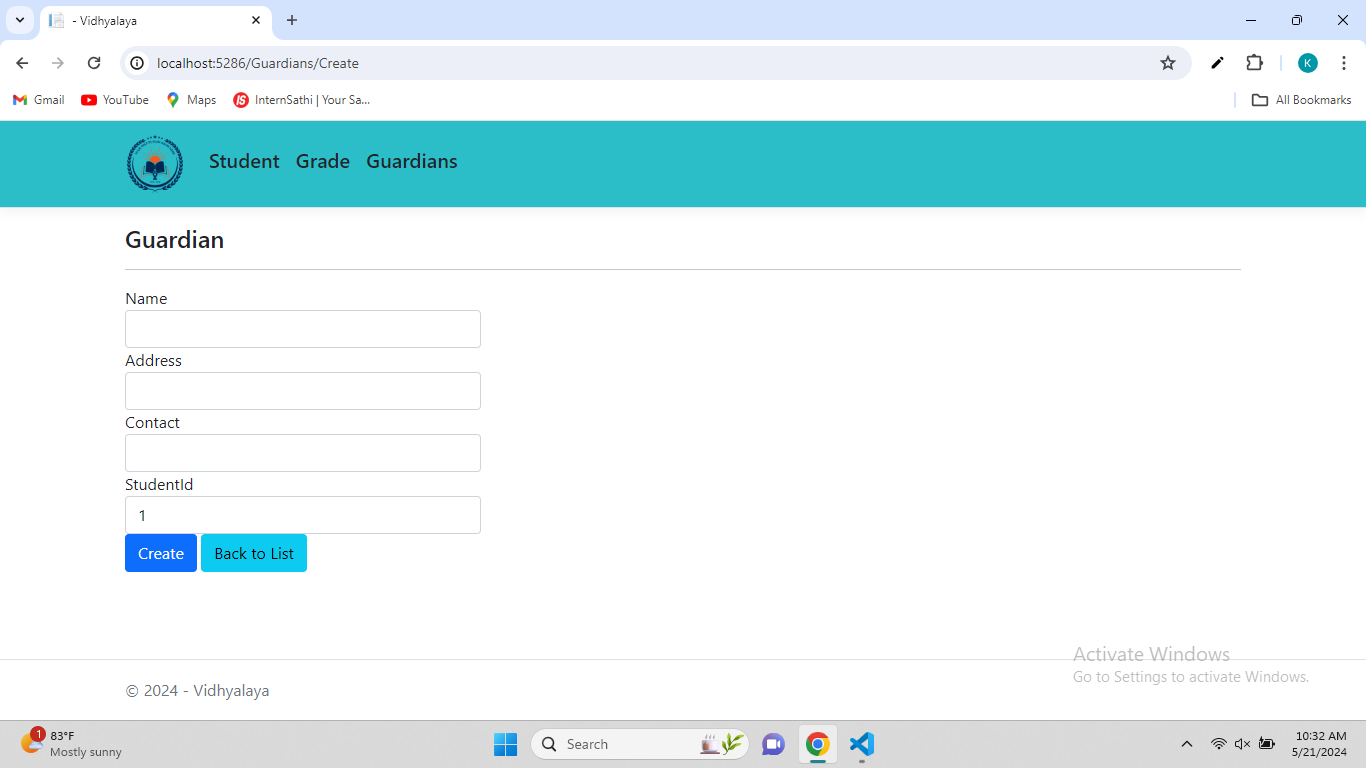 - Vidhyalaya
localhost:5286/Guardians/Create
K
Gmail YouTube Maps InternSathi | Your Sa... All Bookmarks
Student Grade Guardians
Guardian
Name
Address
Contact
StudentId
1
Create Back to List
Activate Windows
Go to Settings to activate Windows.
© 2024 - Vidhyalaya
1 83°F
Mostly sunny
Search
10:32 AM
5/21/2024